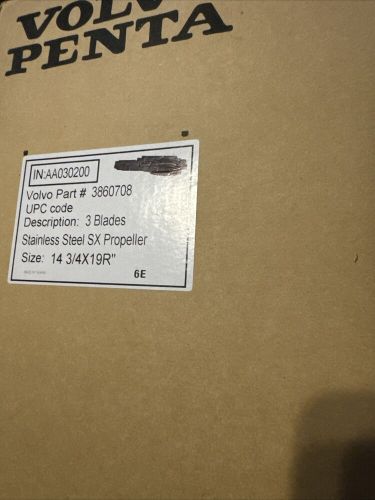 VOLVO
PENTA
IN:AA030200
Volvo Part # 3860708
UPC code
Description: 3 Blades
Stainless Steel SX Propeller
Size: 14 3/4X19R"
6E